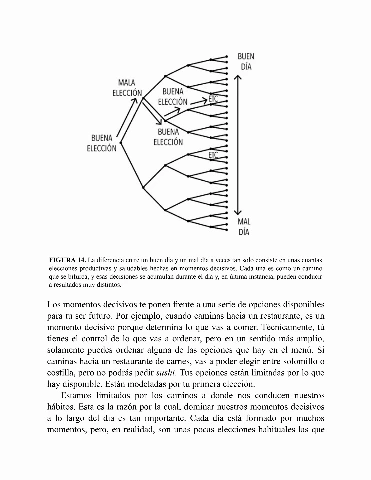 BUEN
DÍA
MALA
ELECCIÓN
BUENA
ELECCIÓN
ETC.
BUENA
ELECCIÓN
BUENA
ELECCIÓN
ETC.
MAL
DÍA
FIGURA 14. La diferencia entre un buen día y un mal día a veces tan solo consiste en unas cuantas
elecciones productivas y saludables hechas en momentos decisivos. Cada una es como un camino
que se bifurca, y esas decisiones se acumulan durante el día y, en última instancia, pueden conducir
a resultados muy distintos.
Los momentos decisivos te ponen frente a una serie de opciones disponibles
para tu ser futuro. Por ejemplo, cuando caminas hacia un restaurante, es un
momento decisivo porque determina lo que vas a comer. Técnicamente, tú
tienes el control de lo que vas a ordenar, pero en un sentido más amplio,
solamente puedes ordenar alguna de las opciones que hay en el menú. Si
caminas hacia un restaurante de carnes, vas a poder elegir entre solomillo o
costilla, pero no podrás pedir sushi. Tus opciones están limitadas por lo que
hay disponible. Están modeladas por tu primera elección.
Estamos limitados por los caminos a donde nos conducen nuestros
hábitos. Esta es la razón por la cual, dominar nuestros momentos decisivos
a lo largo del día es tan importante. Cada día está formado por muchos
momentos, pero, en realidad, son unas pocas elecciones habituales las que